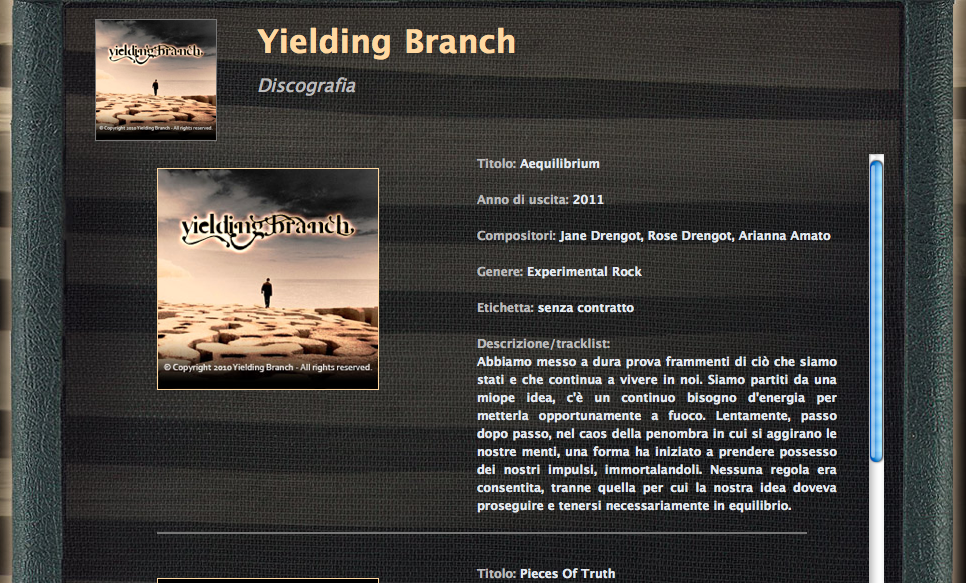 yielding branch.
© Copyright 2010 Yielding Branch - All rights reserved.
Yielding Branch
Discografia
yielding branch.
© Copyright 2010 Yielding Branch - All rights reserved.
Titolo: Aequilibrium
Anno di uscita: 2011
Compositori: Jane Drengot, Rose Drengot, Arianna Amato
Genere: Experimental Rock
Etichetta: senza contratto
Descrizione/tracklist:
Abbiamo messo a dura prova frammenti di ciò che siamo
stati e che continua a vivere in noi. Siamo partiti da una
miope idea, c'è un continuo bisogno d'energia per
metterla opportunamente a fuoco. Lentamente, passo
dopo passo, nel caos della penombra in cui si aggirano le
nostre menti, una forma ha iniziato a prendere possesso
dei nostri impulsi, immortalandoli. Nessuna regola era
consentita, tranne quella per cui la nostra idea doveva
proseguire e tenersi necessariamente in equilibrio.
Titolo: Pieces Of Truth